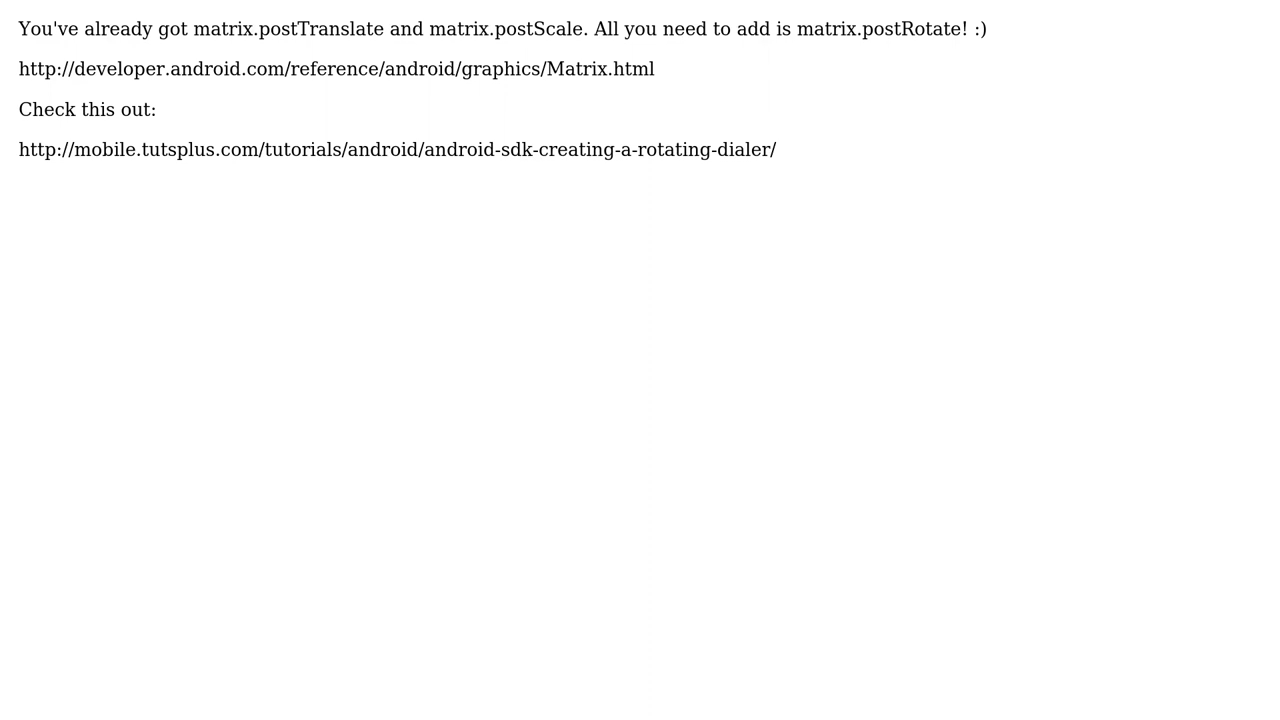 You've already got matrix.postTranslate and matrix.postScale. All you need to add is matrix.postRotate! :)
http://developer.android.com/reference/android/graphics/Matrix.html
Check this out:
http://mobile.tutsplus.com/tutorials/android/android-sdk-creating-a-rotating-dialer/